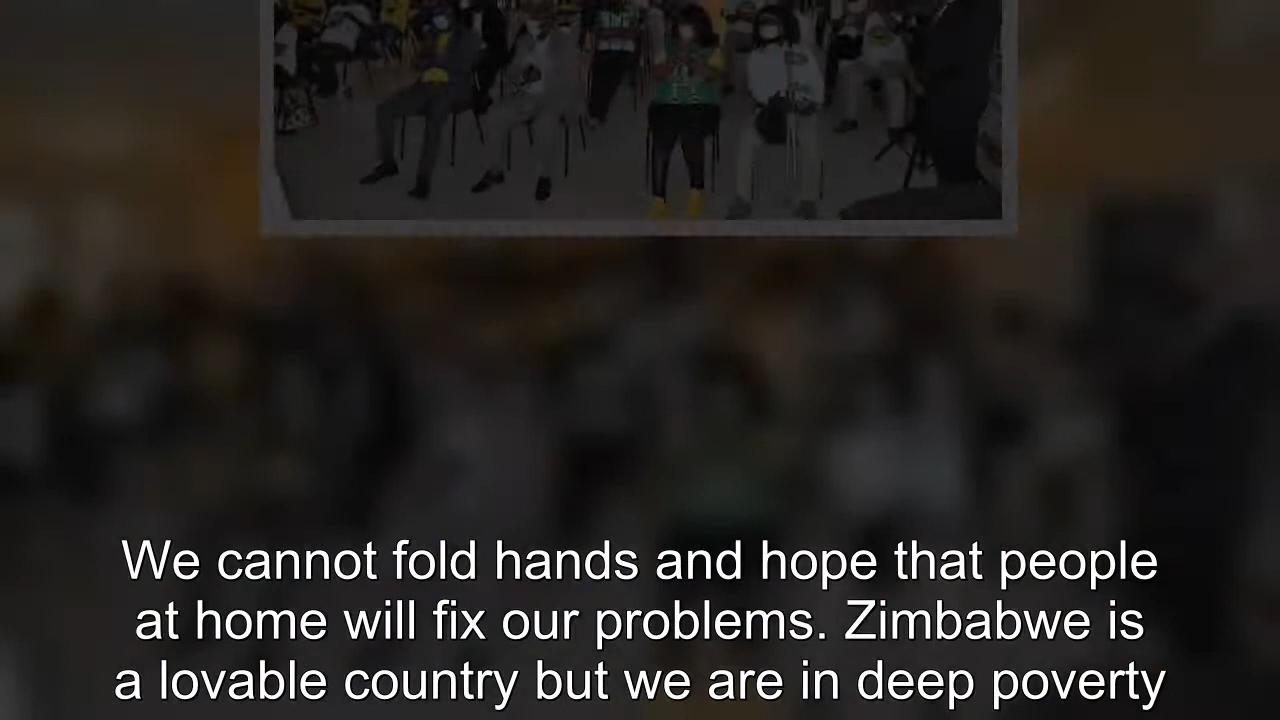 We cannot fold hands and hope that people
at home will fix our problems. Zimbabwe is
a lovable country but we are in deep poverty